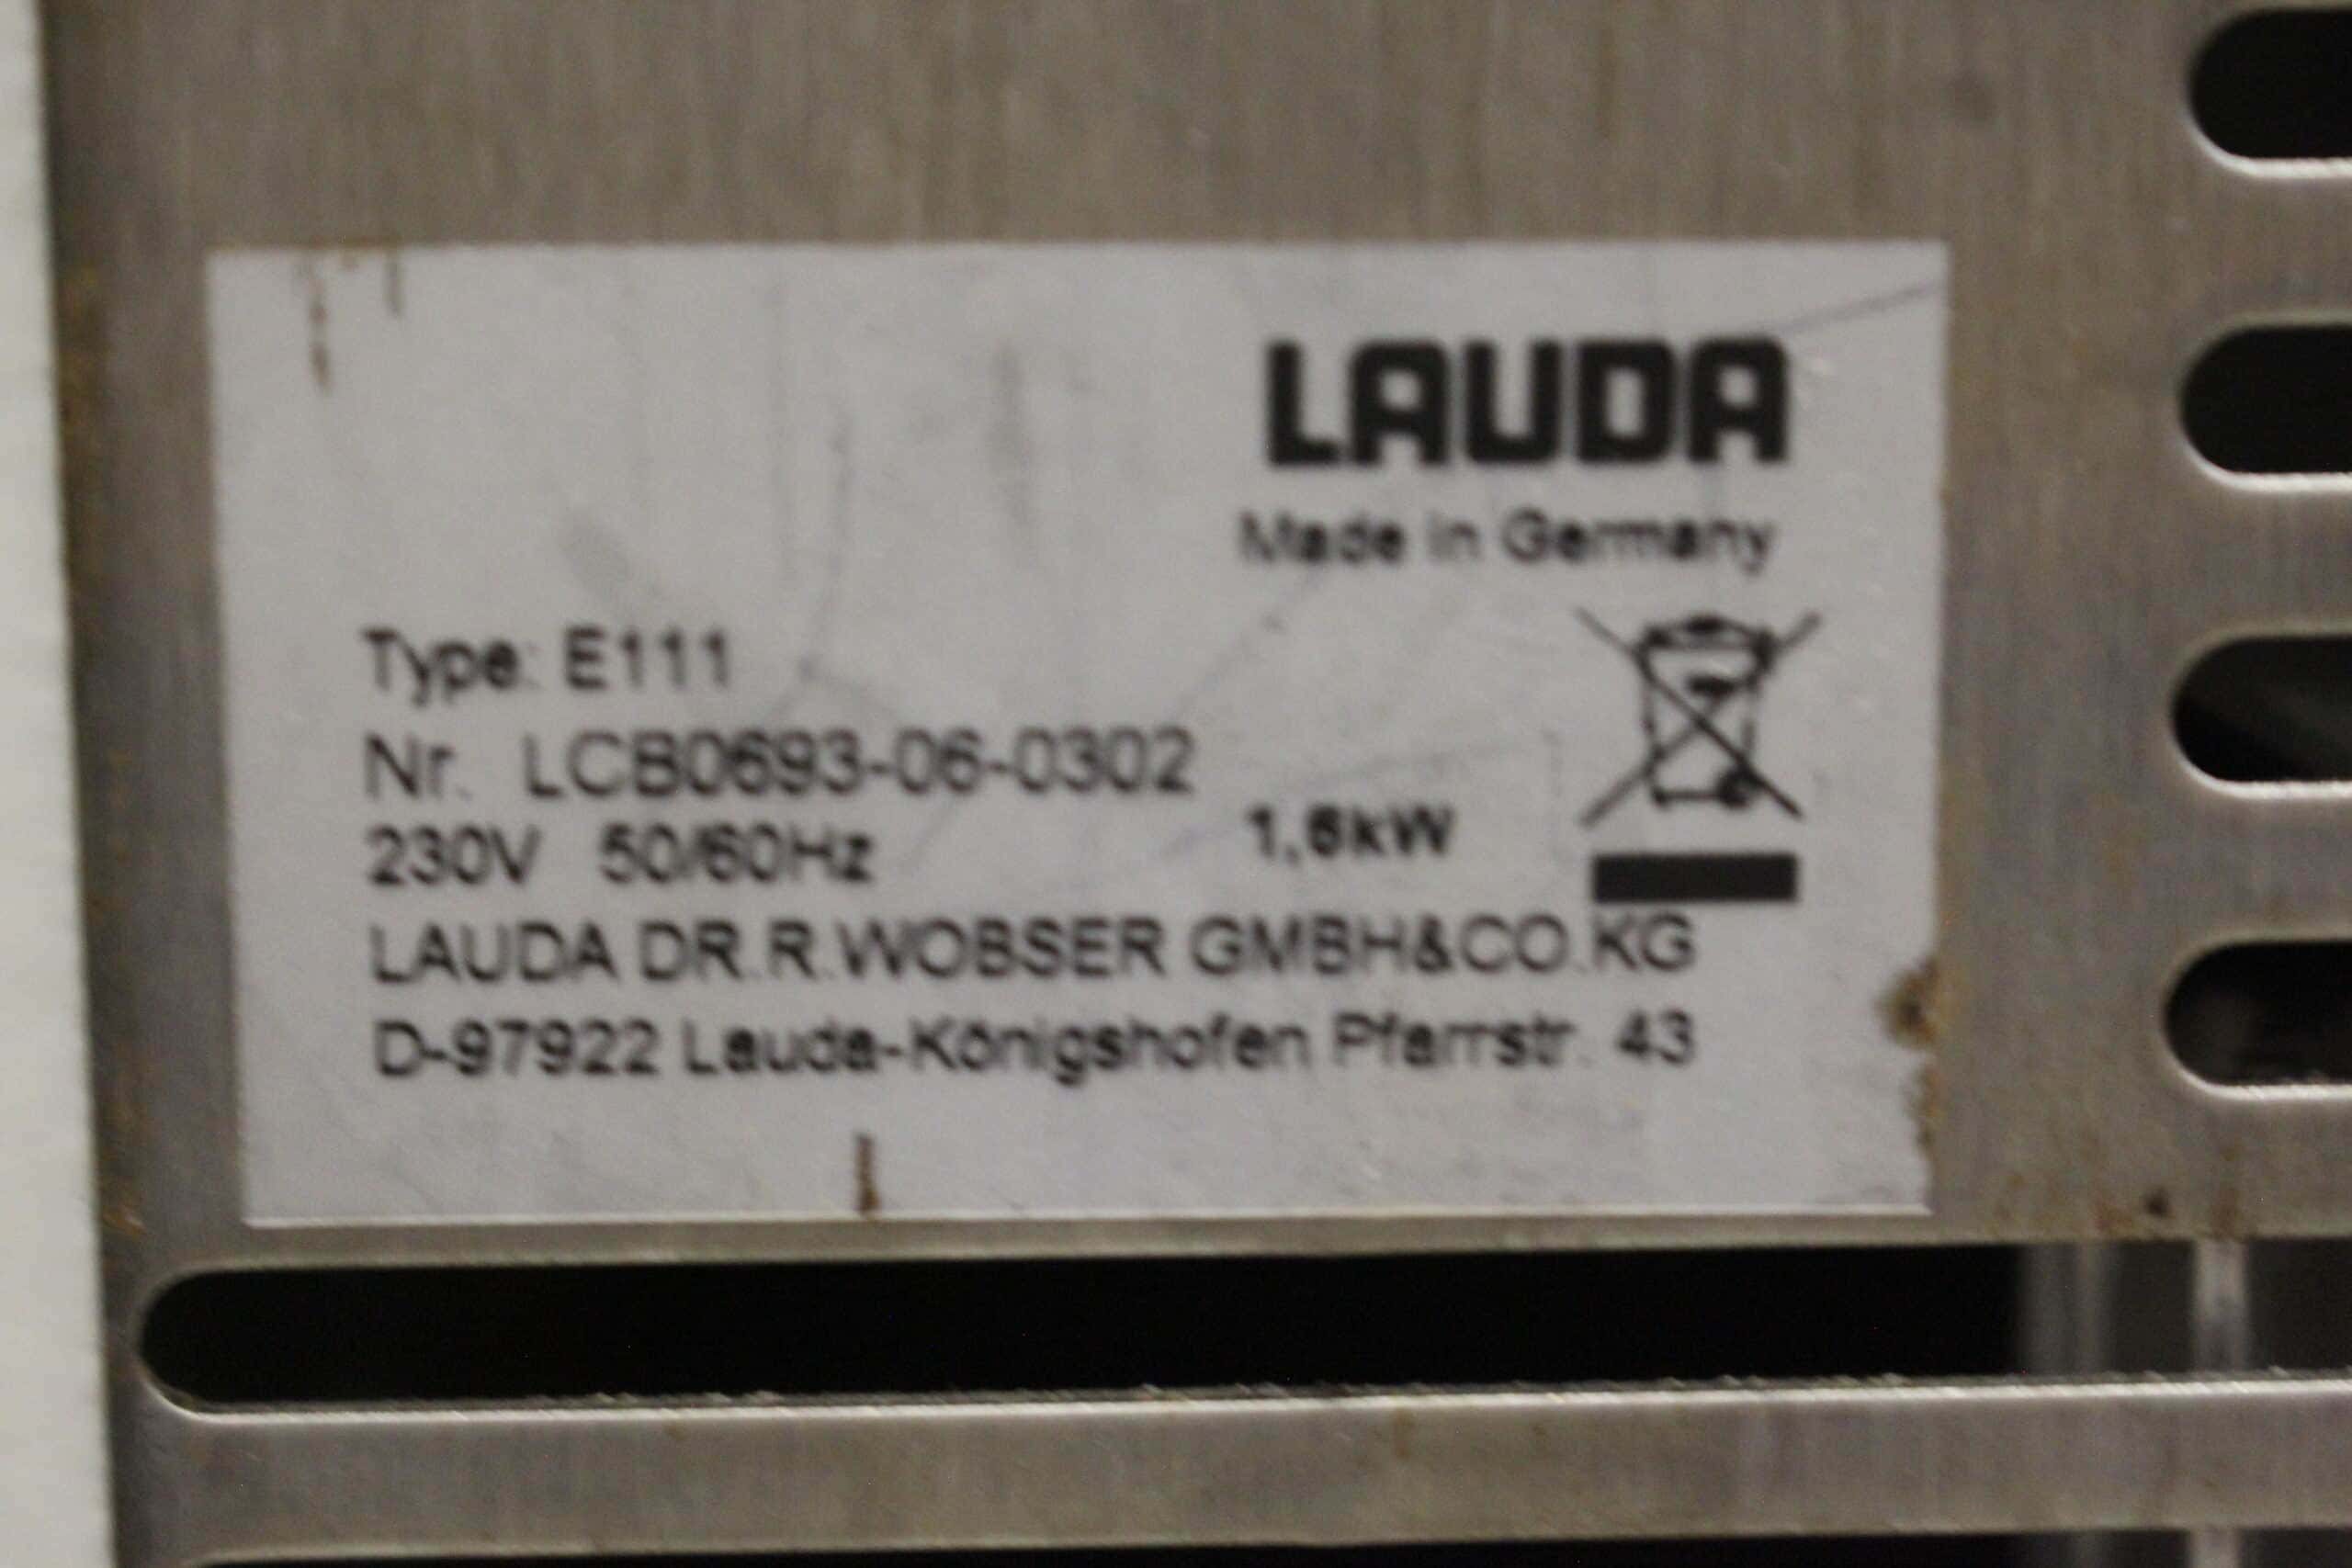 LAUDA
Made in Germany
Type: E111
Nr. LCB0693-06-0302
230V 50/60Hz 1,6kW
LAUDA DR.R.WOBSER GMBH&CO.KG
D-97922 Lauda-Königshofen Pfarrstr. 43